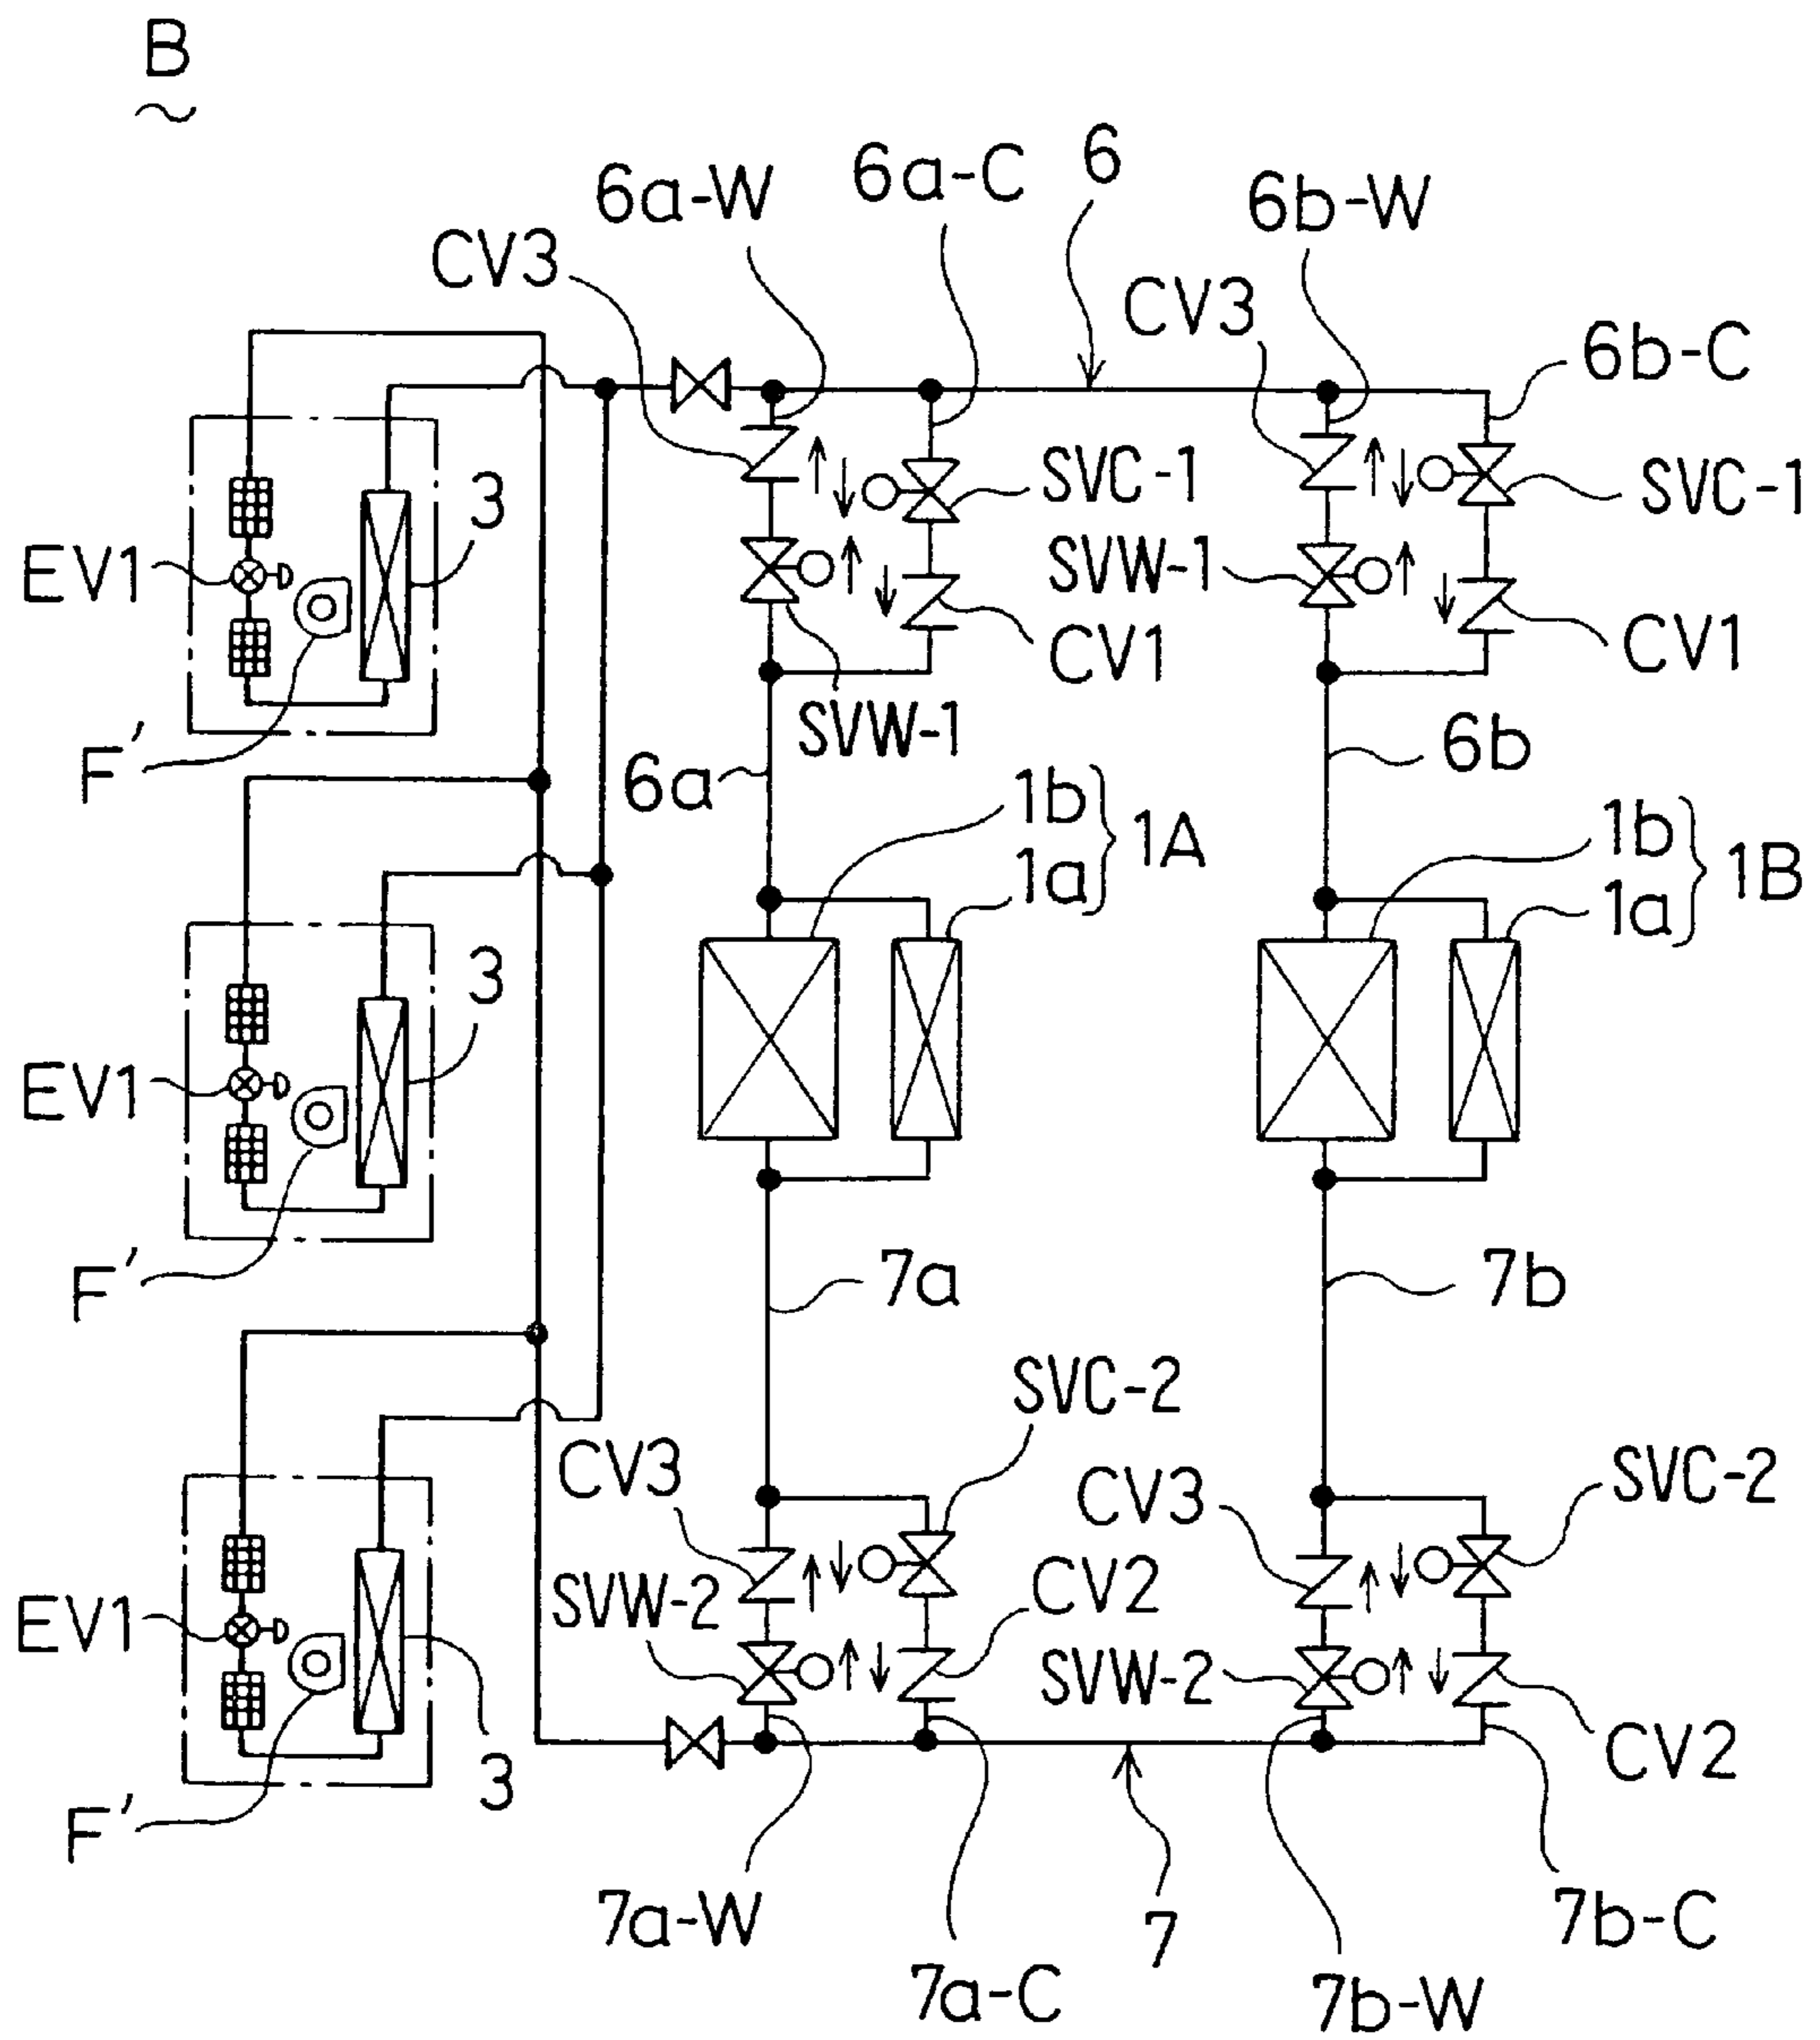 B
6a-W
6a-C
6
6b-W
CV3
CV3
6b-C
3
SVC-1
SVC-1
EV1
SVW-1
CV1
CV1
SVW-1
F'
6a
6b
1b
1a
1A
1b
1a
1B
3
EV1
F'
7a
7b
SVC-2
CV3
CV3
SVC-2
EV1
SVW-2
CV2
SVW-2
CV2
3
F'
7a-W
7
7b-C
7a-C
7b-W